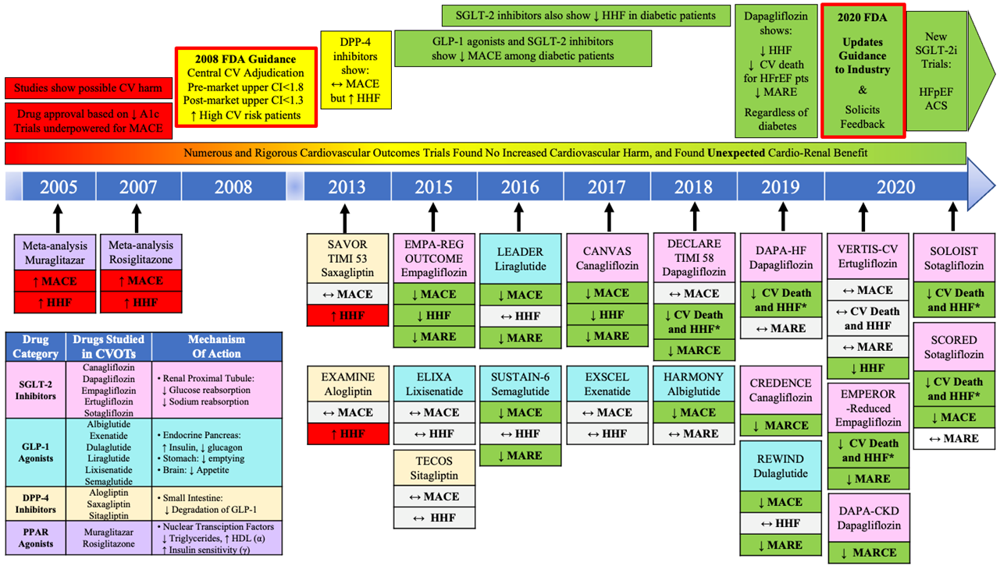 SGLT-2 inhibitors also show ↓ HHF in diabetic patients
GLP-1 agonists and SGLT-2 inhibitors
show ↓ MACE among diabetic patients
Studies show possible CV harm
Drug approval based on ↓ A1c
Trials underpowered for MACE
2008 FDA Guidance
Central CV Adjudication
Pre-market upper CI<1.8
Post-market upper CI<1.3
↑ High CV risk patients
DPP-4
inhibitors
show:
↔ MACE
but ↑ HHF
Dapagliflozin
shows:
↓ HHF
↓ CV death
for HFrEF pts
↓ MARE
Regardless of
diabetes
2020 FDA
Updates
Guidance
to Industry
&
Solicits
Feedback
New
SGLT-2i
Trials:
HFpEF
ACS
Numerous and Rigorous Cardiovascular Outcomes Trials Found No Increased Cardiovascular Harm, and Found Unexpected Cardio-Renal Benefit
2005
2007
2008
2013
2015
2016
2017
2018
2019
2020
Meta-analysis
Muraglitazar
↑ MACE
↑ HHF
Meta-analysis
Rosiglitazone
↑ MACE
↑ HHF
SAVOR
TIMI 53
Saxagliptin
↔ MACE
↑ HHF
EXAMINE
Alogliptin
↔ MACE
↑ HHF
EMPA-REG
OUTCOME
Empagliflozin
↓ MACE
↓ HHF
↓ MARE
ELIXA
Lixisenatide
↔ MACE
↔ HHF
TECOS
Sitagliptin
↔ MACE
↔ HHF
LEADER
Liraglutide
↓ MACE
↔ HHF
↓ MARE
SUSTAIN-6
Semaglutide
↓ MACE
↔ HHF
↓ MARE
CANVAS
Canagliflozin
↓ MACE
↓ HHF
↓ MARE
EXSCEL
Exenatide
↔ MACE
↔ HHF
DECLARE
TIMI 58
Dapagliflozin
↔ MACE
↓ CV Death
and HHF*
↓ MARCE
HARMONY
Albiglutide
↓ MACE
↔ MARE
DAPA-HF
Dapagliflozin
↓ CV Death
and HHF*
↔ MARE
CREDENCE
Canagliflozin
↓ MARCE
REWIND
Dulaglutide
↓ MACE
↔ HHF
↓ MARE
VERTIS-CV
Ertugliflozin
↔ MACE
↔ CV Death
and HHF
↔ MARE
↓ HHF
EMPEROR
-Reduced
Empagliflozin
↓ CV Death
and HHF*
↓ MARE
DAPA-CKD
Dapagliflozin
↓ MARCE
SOLOIST
Sotagliflozin
↓ CV Death
and HHF*
SCORED
Sotagliflozin
↓ CV Death
and HHF*
↓ MACE
↔ MARE
Drug
Category
Drugs Studied
in CVOTs
Mechanism
Of Action
SGLT-2
Inhibitors
Canagliflozin
Dapagliflozin
Empagliflozin
Ertugliflozin
Sotagliflozin
• Renal Proximal Tubule:
↓ Glucose reabsorption
↓ Sodium reabsorption
GLP-1
Agonists
Albiglutide
Exenatide
Dulaglutide
Liraglutide
Lixisenatide
Semaglutide
• Endocrine Pancreas:
↑ Insulin, ↓ glucagon
• Stomach: ↓ emptying
• Brain: ↓ Appetite
DPP-4
Inhibitors
Alogliptin
Saxagliptin
Sitagliptin
• Small Intestine:
↓ Degradation of GLP-1
PPAR
Agonists
Muraglitazar
Rosiglitazone
• Nuclear Transciption Factors
↓ Triglycerides, ↑ HDL (α)
↑ Insulin sensitivity (γ)